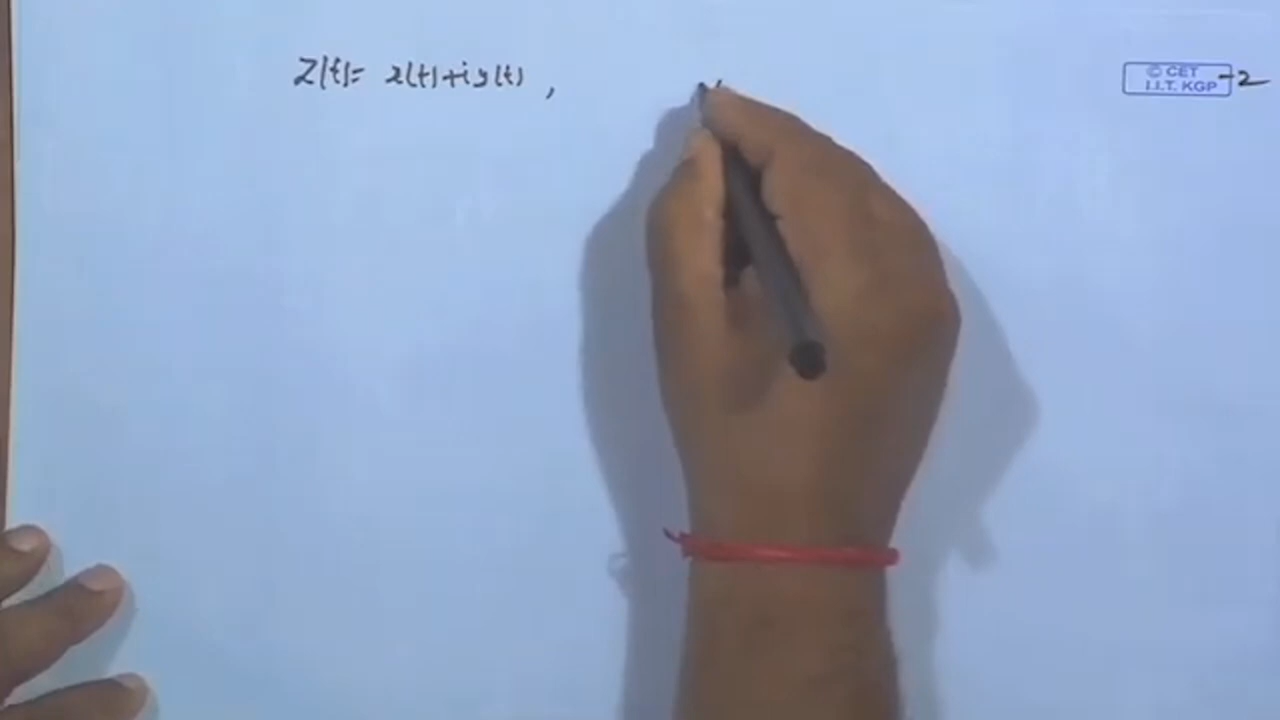 Z(t)= x(t)+iy(t) ,
© CET
I.I.T. KGP -2